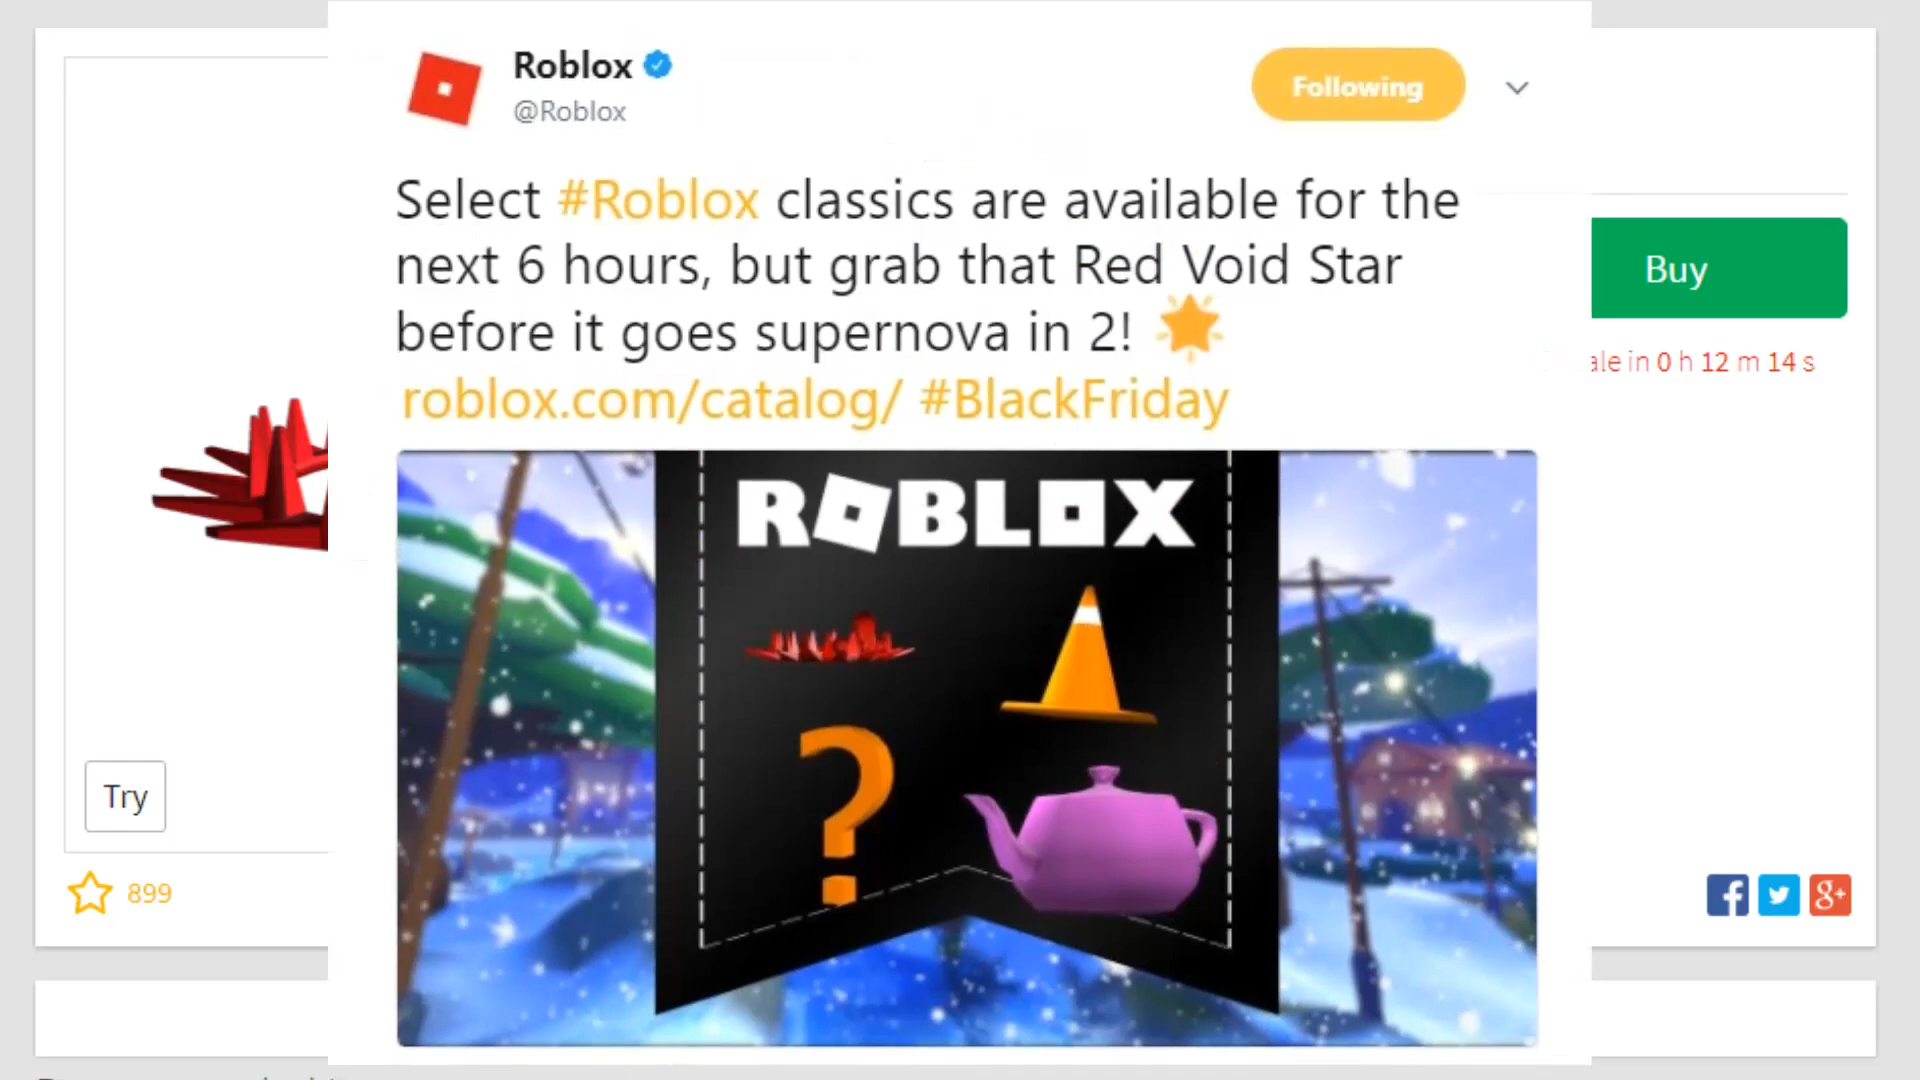 Roblox
@Roblox
Following
Select #Roblox classics are available for the
next 6 hours, but grab that Red Void Star
before it goes supernova in 2!
roblox.com/catalog/ #BlackFriday
ROBLOX
?
Buy
in 0 h 12 m 14 s
Try
899